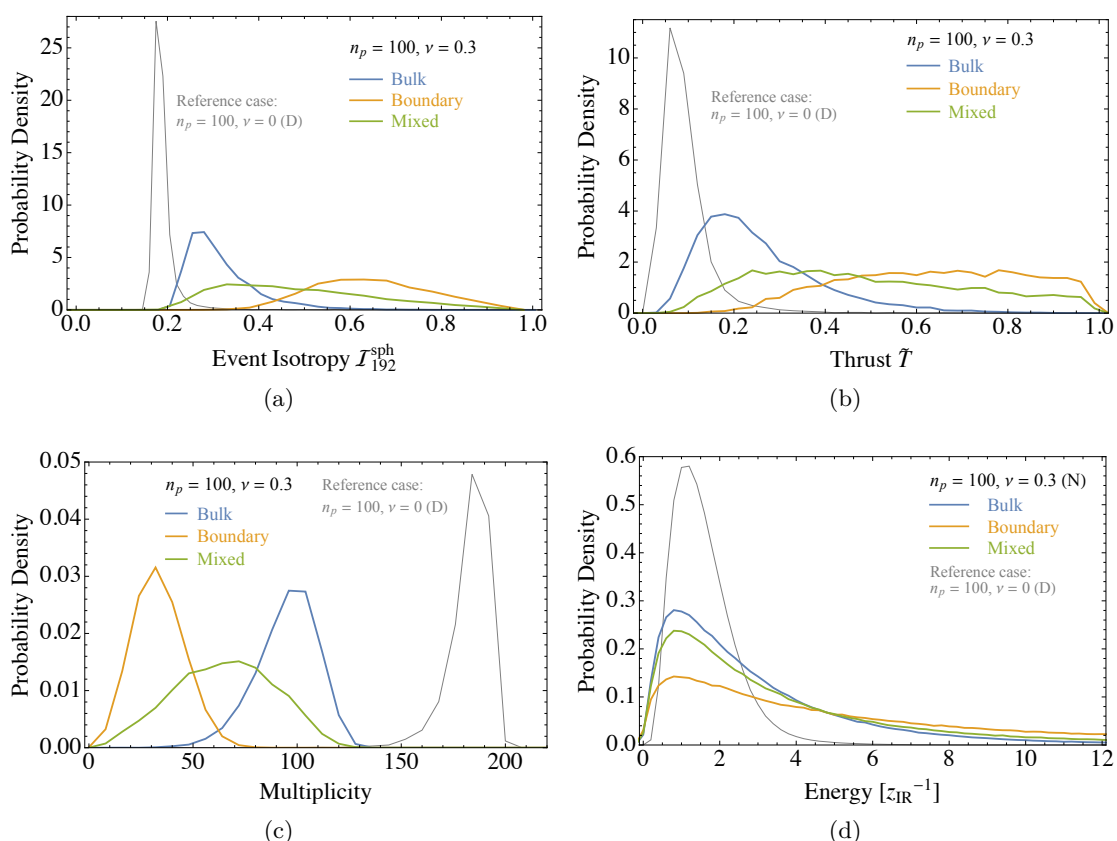 25
20
15
10
5
0
Probability Density
n_p = 100, ν = 0.3
Bulk
Boundary
Mixed
Reference case:
n_p = 100, ν = 0 (D)
0.0 0.2 0.4 0.6 0.8 1.0
Event Isotropy I_192^sph
(a)
10
8
6
4
2
0
Probability Density
n_p = 100, ν = 0.3
Bulk
Boundary
Mixed
Reference case:
n_p = 100, ν = 0 (D)
0.0 0.2 0.4 0.6 0.8 1.0
Thrust T̃
(b)
0.05
0.04
0.03
0.02
0.01
0.00
Probability Density
n_p = 100, ν = 0.3
Bulk
Boundary
Mixed
Reference case:
n_p = 100, ν = 0 (D)
0 50 100 150 200
Multiplicity
(c)
0.6
0.5
0.4
0.3
0.2
0.1
0.0
Probability Density
n_p = 100, ν = 0.3 (N)
Bulk
Boundary
Mixed
Reference case:
n_p = 100, ν = 0 (D)
0 2 4 6 8 10 12
Energy [z_IR^-1]
(d)